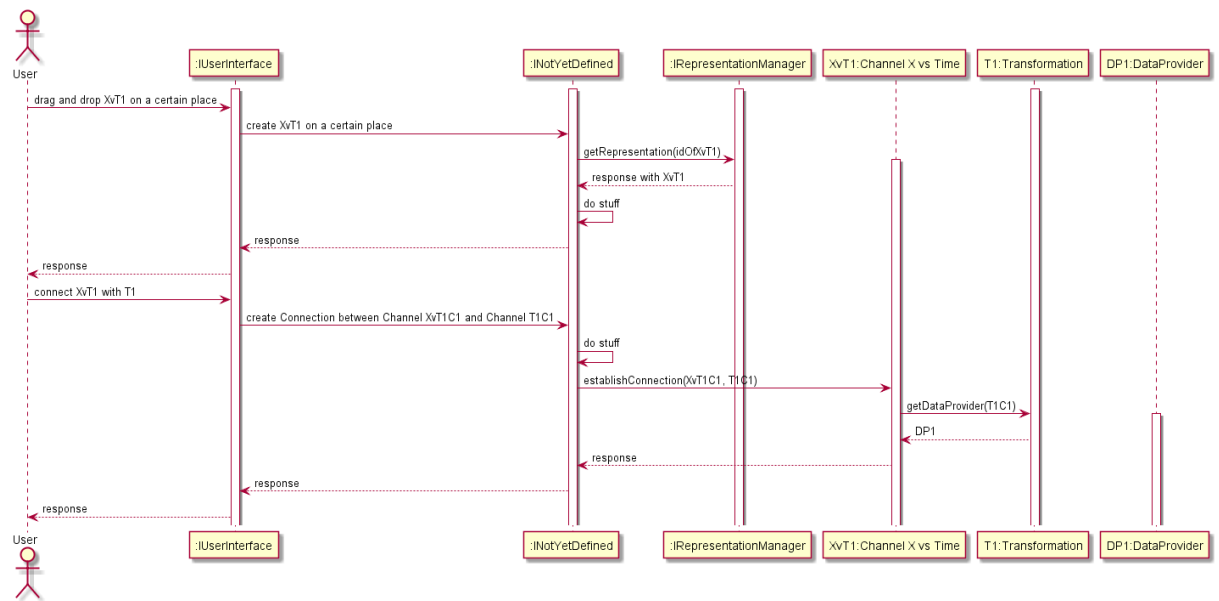 User
:IUserInterface
:INotYetDefined
:IRepresentationManager
XvT1:Channel X vs Time
T1:Transformation
DP1:DataProvider
drag and drop XvT1 on a certain place
create XvT1 on a certain place
getRepresentation(idOfXvT1)
response with XvT1
do stuff
response
response
connect XvT1 with T1
create Connection between Channel XvT1C1 and Channel T1C1
do stuff
establishConnection(XvT1C1, T1C1)
getDataProvider(T1C1)
DP1
response
response
response
User
:IUserInterface
:INotYetDefined
:IRepresentationManager
XvT1:Channel X vs Time
T1:Transformation
DP1:DataProvider